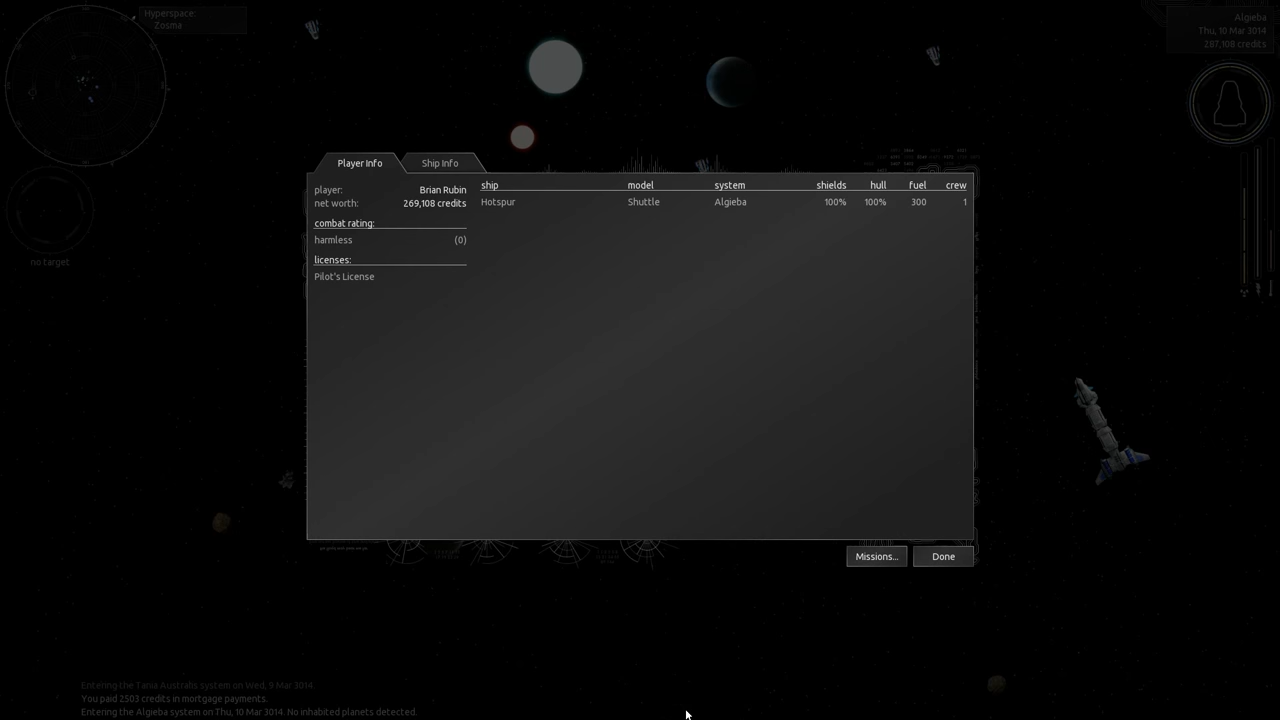 Hyperspace:
Zosma
Algieba
Thu, 10 Mar 3014
287,108 credits
no target
Player Info
Ship Info
player: Brian Rubin
net worth: 269,108 credits
combat rating:
harmless (0)
licenses:
Pilot's License
ship model system shields hull fuel crew
Hotspur Shuttle Algieba 100% 100% 300 1
Missions...
Done
Entering the Tania Australis system on Wed, 9 Mar 3014.
You paid 2503 credits in mortgage payments.
Entering the Algieba system on Thu, 10 Mar 3014. No inhabited planets detected.